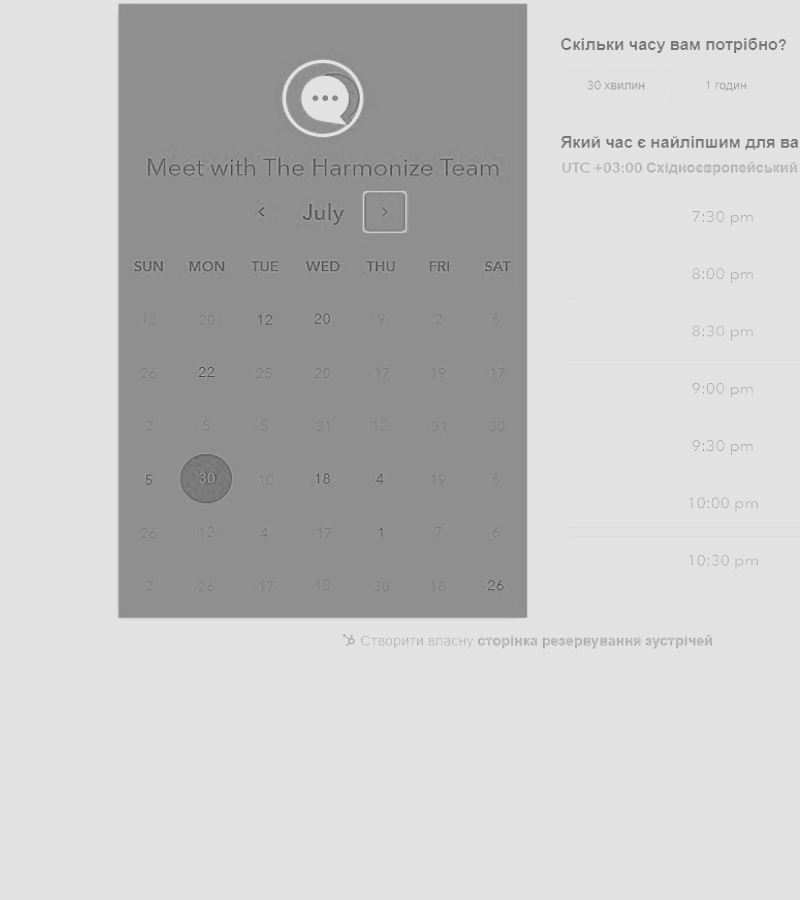 Meet with The Harmonize Team
July
SUN MON TUE WED THU FRI SAT
13 20 12 20 9 2 6
26 22 25 20 17 19 17
2 5 5 31 12 31 30
5 30 10 18 4 19 6
26 12 4 17 1 7 6
2 26 17 13 30 18 26
Скільки часу вам потрібно?
30 хвилин 1 годин
Який час є найліпшим для ва
UTC +03:00 Східноєвропейський
7:30 pm
8:00 pm
8:30 pm
9:00 pm
9:30 pm
10:00 pm
10:30 pm
Створити власну сторінка резервування зустрічей